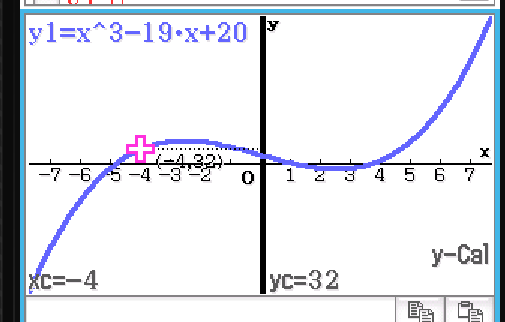 y1=x^3-19•x+20
y
(-4,32)
x
-7 -6 -5 -4 -3 -2 O 1 2 3 4 5 6 7
y-Cal
xc=-4 yc=32